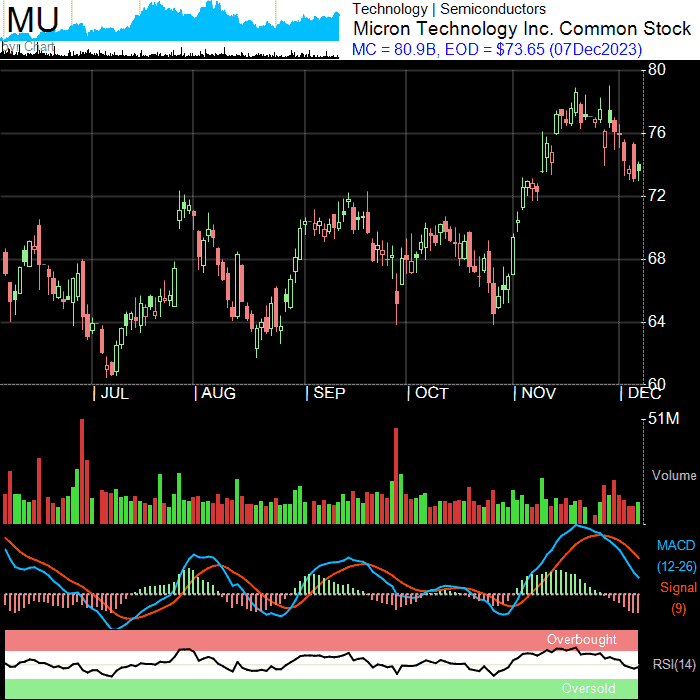 MU
by: Chart
Technology | Semiconductors
Micron Technology Inc. Common Stock
MC = 80.9B, EOD = $73.65 (07Dec2023)
80
76
72
68
64
60
| JUL | AUG | SEP | OCT | NOV | DEC
51M
Volume
MACD
(12-26)
Signal
(9)
Overbought
RSI(14)
Oversold